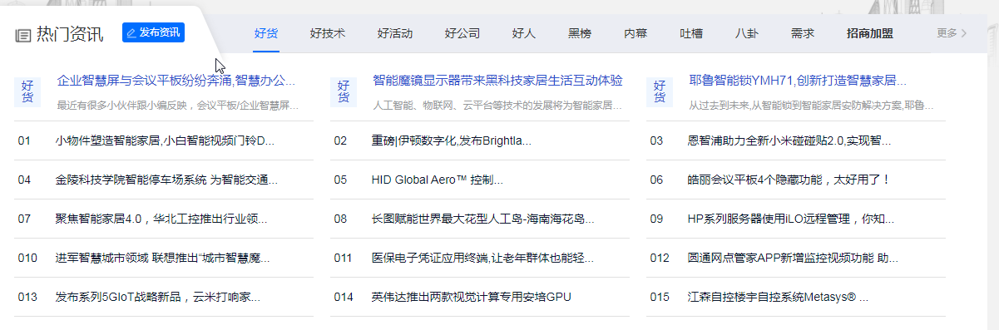 热门资讯 发布资讯 好货 好技术 好活动 好公司 好人 黑榜 内幕 吐槽 八卦 需求 招商加盟 更多
好货 企业智慧屏与会议平板纷纷奔涌,智慧办公...
最近有很多小伙伴跟小编反映，会议平板/企业智慧屏...
好货 智能魔镜显示器带来黑科技家居生活互动体验
人工智能、物联网、云平台等技术的发展将为智能家居...
好货 耶鲁智能锁YMH71,创新打造智慧家居...
从过去到未来,从智能锁到智能家居安防解决方案,耶鲁...
01 小物件塑造智能家居,小白智能视频门铃D...
02 重磅|伊顿数字化,发布Brightla...
03 恩智浦助力全新小米碰碰贴2.0,实现智...
04 金陵科技学院智能停车场系统 为智能交通...
05 HID Global Aero™ 控制...
06 皓丽会议平板4个隐藏功能，太好用了！
07 聚焦智能家居4.0，华北工控推出行业领...
08 长图赋能世界最大花型人工岛-海南海花岛...
09 HP系列服务器使用iLO远程管理，你知...
010 进军智慧城市领域 联想推出“城市智慧魔...
011 医保电子凭证应用终端,让老年群体也能轻...
012 圆通网点管家APP新增监控视频功能 助...
013 发布系列5GIoT战略新品，云米打响家...
014 英伟达推出两款视觉计算专用安培GPU
015 江森自控楼宇自控系统Metasys® ...